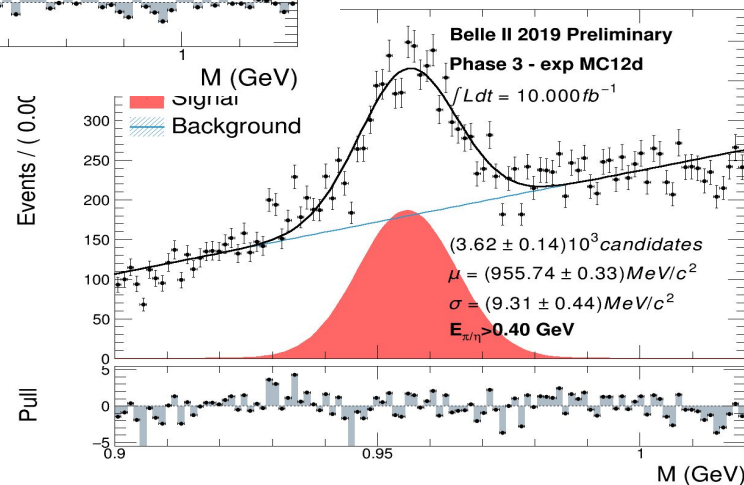 1
M (GeV)
Belle II 2019 Preliminary
Phase 3 - exp MC12d
∫Ldt = 10.000fb⁻¹
Signal
Background
Events / ( 0.00
300
250
200
150
100
50
0
(3.62 ± 0.14)10³candidates
μ = (955.74 ± 0.33)MeV/c²
σ = (9.31 ± 0.44)MeV/c²
E_π/η>0.40 GeV
Pull
5
0
−5
0.9
0.95
1
M (GeV)